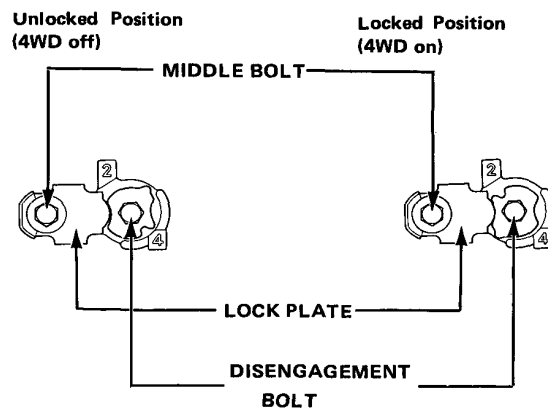 Unlocked Position
(4WD off)
Locked Position
(4WD on)
MIDDLE BOLT
2
2
4
4
LOCK PLATE
DISENGAGEMENT
BOLT